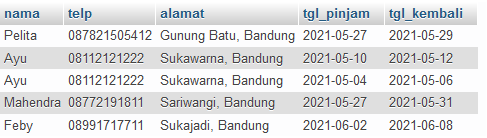 nama telp alamat tgl_pinjam tgl_kembali
Pelita 087821505412 Gunung Batu, Bandung 2021-05-27 2021-05-29
Ayu 08112121222 Sukawarna, Bandung 2021-05-10 2021-05-12
Ayu 08112121222 Sukawarna, Bandung 2021-05-04 2021-05-06
Mahendra 08772191811 Sariwangi, Bandung 2021-05-27 2021-05-31
Feby 08991717711 Sukajadi, Bandung 2021-06-02 2021-06-08